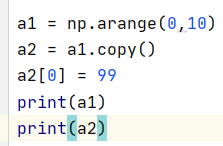 a1 = np.arange(0,10)
a2 = a1.copy()
a2[0] = 99
print(a1)
print(a2)